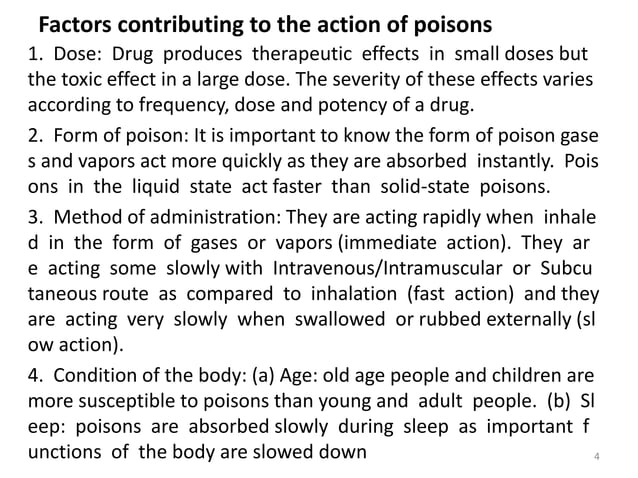 Factors contributing to the action of poisons
1. Dose: Drug produces therapeutic effects in small doses but
the toxic effect in a large dose. The severity of these effects varies
according to frequency, dose and potency of a drug.
2. Form of poison: It is important to know the form of poison gase
s and vapors act more quickly as they are absorbed instantly. Pois
ons in the liquid state act faster than solid-state poisons.
3. Method of administration: They are acting rapidly when inhale
d in the form of gases or vapors (immediate action). They ar
e acting some slowly with Intravenous/Intramuscular or Subcu
taneous route as compared to inhalation (fast action) and they
are acting very slowly when swallowed or rubbed externally (sl
ow action).
4. Condition of the body: (a) Age: old age people and children are
more susceptible to poisons than young and adult people. (b) Sl
eep: poisons are absorbed slowly during sleep as important f
unctions of the body are slowed down
4